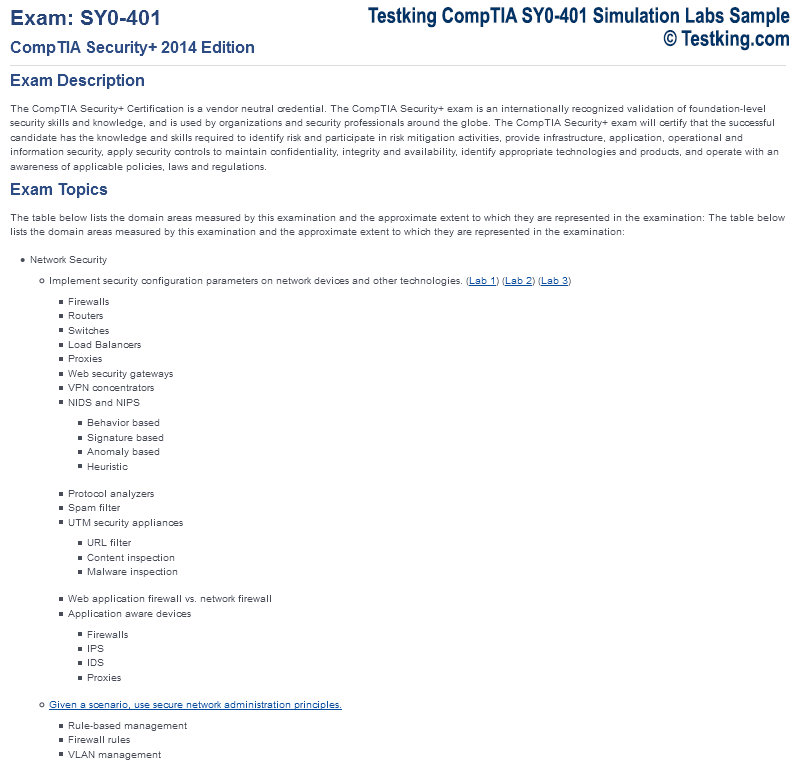 Exam: SY0-401
Testking CompTIA SY0-401 Simulation Labs Sample
© Testking.com
CompTIA Security+ 2014 Edition
Exam Description
The CompTIA Security+ Certification is a vendor neutral credential. The CompTIA Security+ exam is an internationally recognized validation of foundation-level
security skills and knowledge, and is used by organizations and security professionals around the globe. The CompTIA Security+ exam will certify that the successful
candidate has the knowledge and skills required to identify risk and participate in risk mitigation activities, provide infrastructure, application, operational and
information security, apply security controls to maintain confidentiality, integrity and availability, identify appropriate technologies and products, and operate with an
awareness of applicable policies, laws and regulations.
Exam Topics
The table below lists the domain areas measured by this examination and the approximate extent to which they are represented in the examination: The table below
lists the domain areas measured by this examination and the approximate extent to which they are represented in the examination:
Network Security
Implement security configuration parameters on network devices and other technologies. (Lab 1) (Lab 2) (Lab 3)
Firewalls
Routers
Switches
Load Balancers
Proxies
Web security gateways
VPN concentrators
NIDS and NIPS
Behavior based
Signature based
Anomaly based
Heuristic
Protocol analyzers
Spam filter
UTM security appliances
URL filter
Content inspection
Malware inspection
Web application firewall vs. network firewall
Application aware devices
Firewalls
IPS
IDS
Proxies
Given a scenario, use secure network administration principles.
Rule-based management
Firewall rules
VLAN management